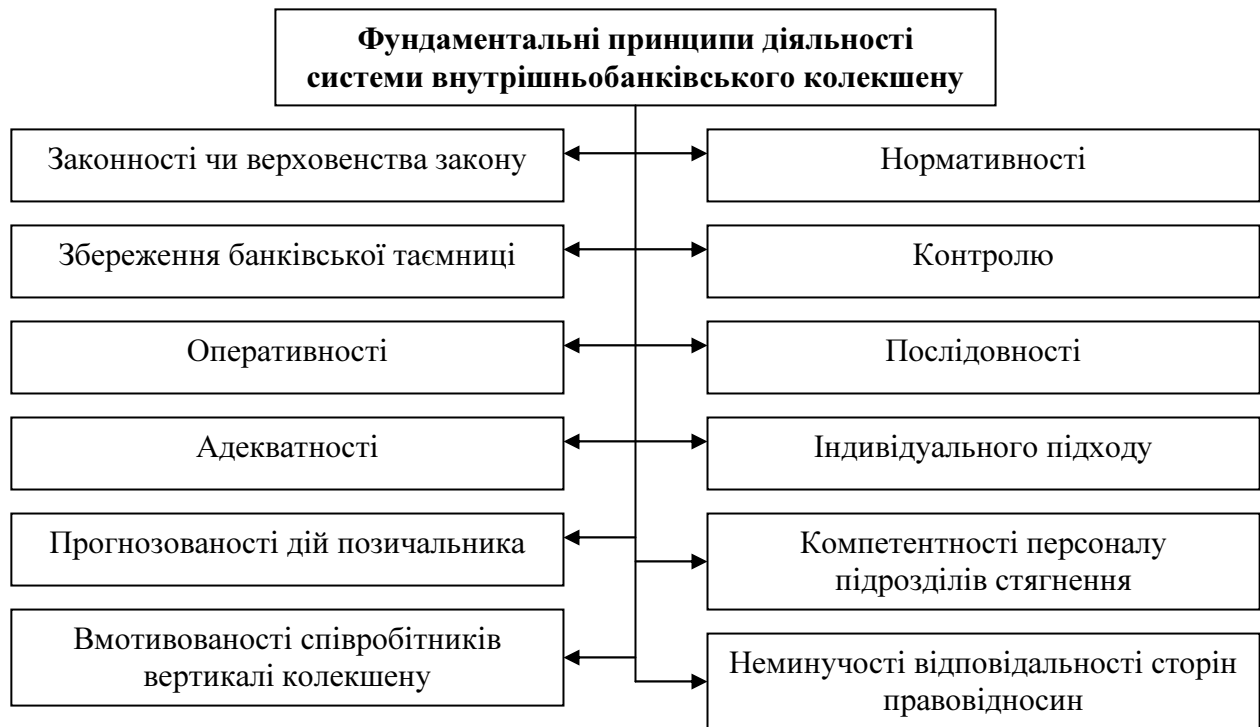 Фундаментальні принципи діяльності
системи внутрішньобанківського колекшену
Законності чи верховенства закону
Нормативності
Збереження банківської таємниці
Контролю
Оперативності
Послідовності
Адекватності
Індивідуального підходу
Прогнозованості дій позичальника
Компетентності персоналу
підрозділів стягнення
Вмотивованості співробітників
вертикалі колекшену
Неминучості відповідальності сторін
правовідносин